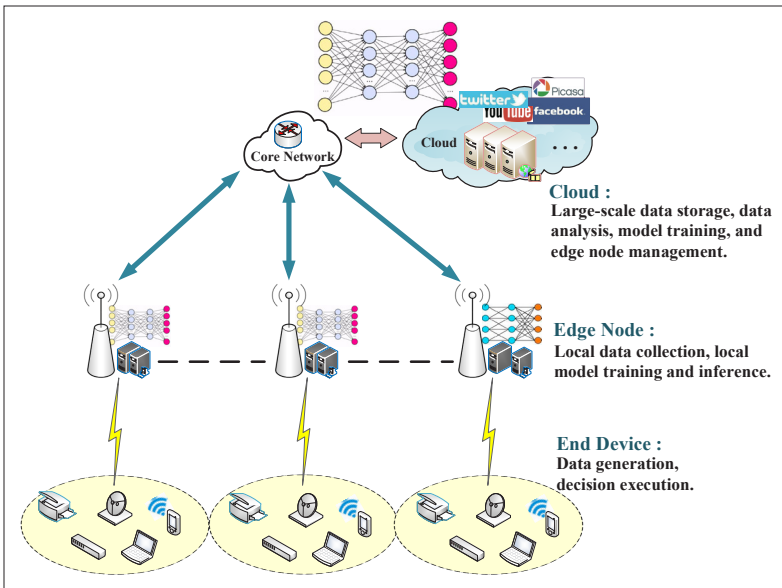 Picasa
twitter
YouTube
facebook
Cloud
Core Network
Cloud :
Large-scale data storage, data
analysis, model training, and
edge node management.
Edge Node :
Local data collection, local
model training and inference.
End Device :
Data generation,
decision execution.